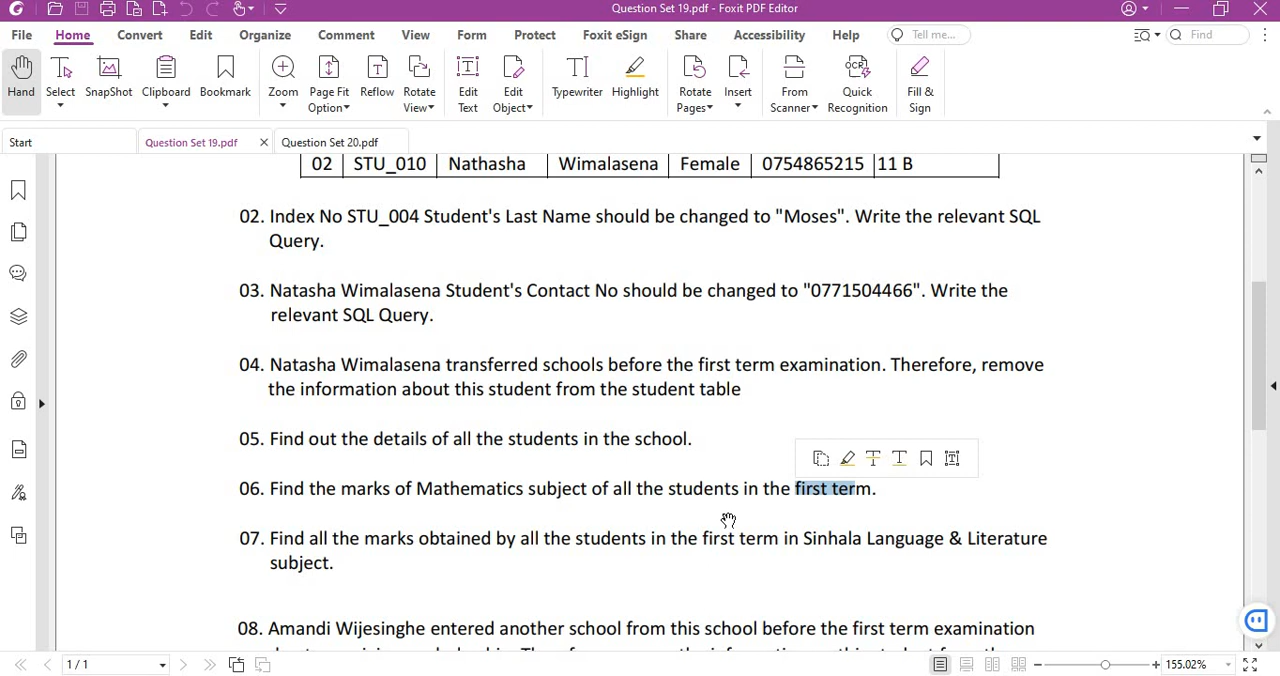 Question Set 19.pdf - Foxit PDF Editor
File Home Convert Edit Organize Comment View Form Protect Foxit eSign Share Accessibility Help Tell me... Find
Hand Select SnapShot Clipboard Bookmark Zoom Page Fit Option Reflow Rotate View Edit Text Edit Object Typewriter Highlight Rotate Pages Insert From Scanner Quick Recognition Fill & Sign
Start Question Set 19.pdf Question Set 20.pdf
02 STU_010 Nathasha Wimalasena Female 0754865215 11 B
02. Index No STU_004 Student's Last Name should be changed to "Moses". Write the relevant SQL
Query.
03. Natasha Wimalasena Student's Contact No should be changed to "0771504466". Write the
relevant SQL Query.
04. Natasha Wimalasena transferred schools before the first term examination. Therefore, remove
the information about this student from the student table
05. Find out the details of all the students in the school.
06. Find the marks of Mathematics subject of all the students in the first term.
07. Find all the marks obtained by all the students in the first term in Sinhala Language & Literature
subject.
08. Amandi Wijesinghe entered another school from this school before the first term examination
1 / 1 155.02%